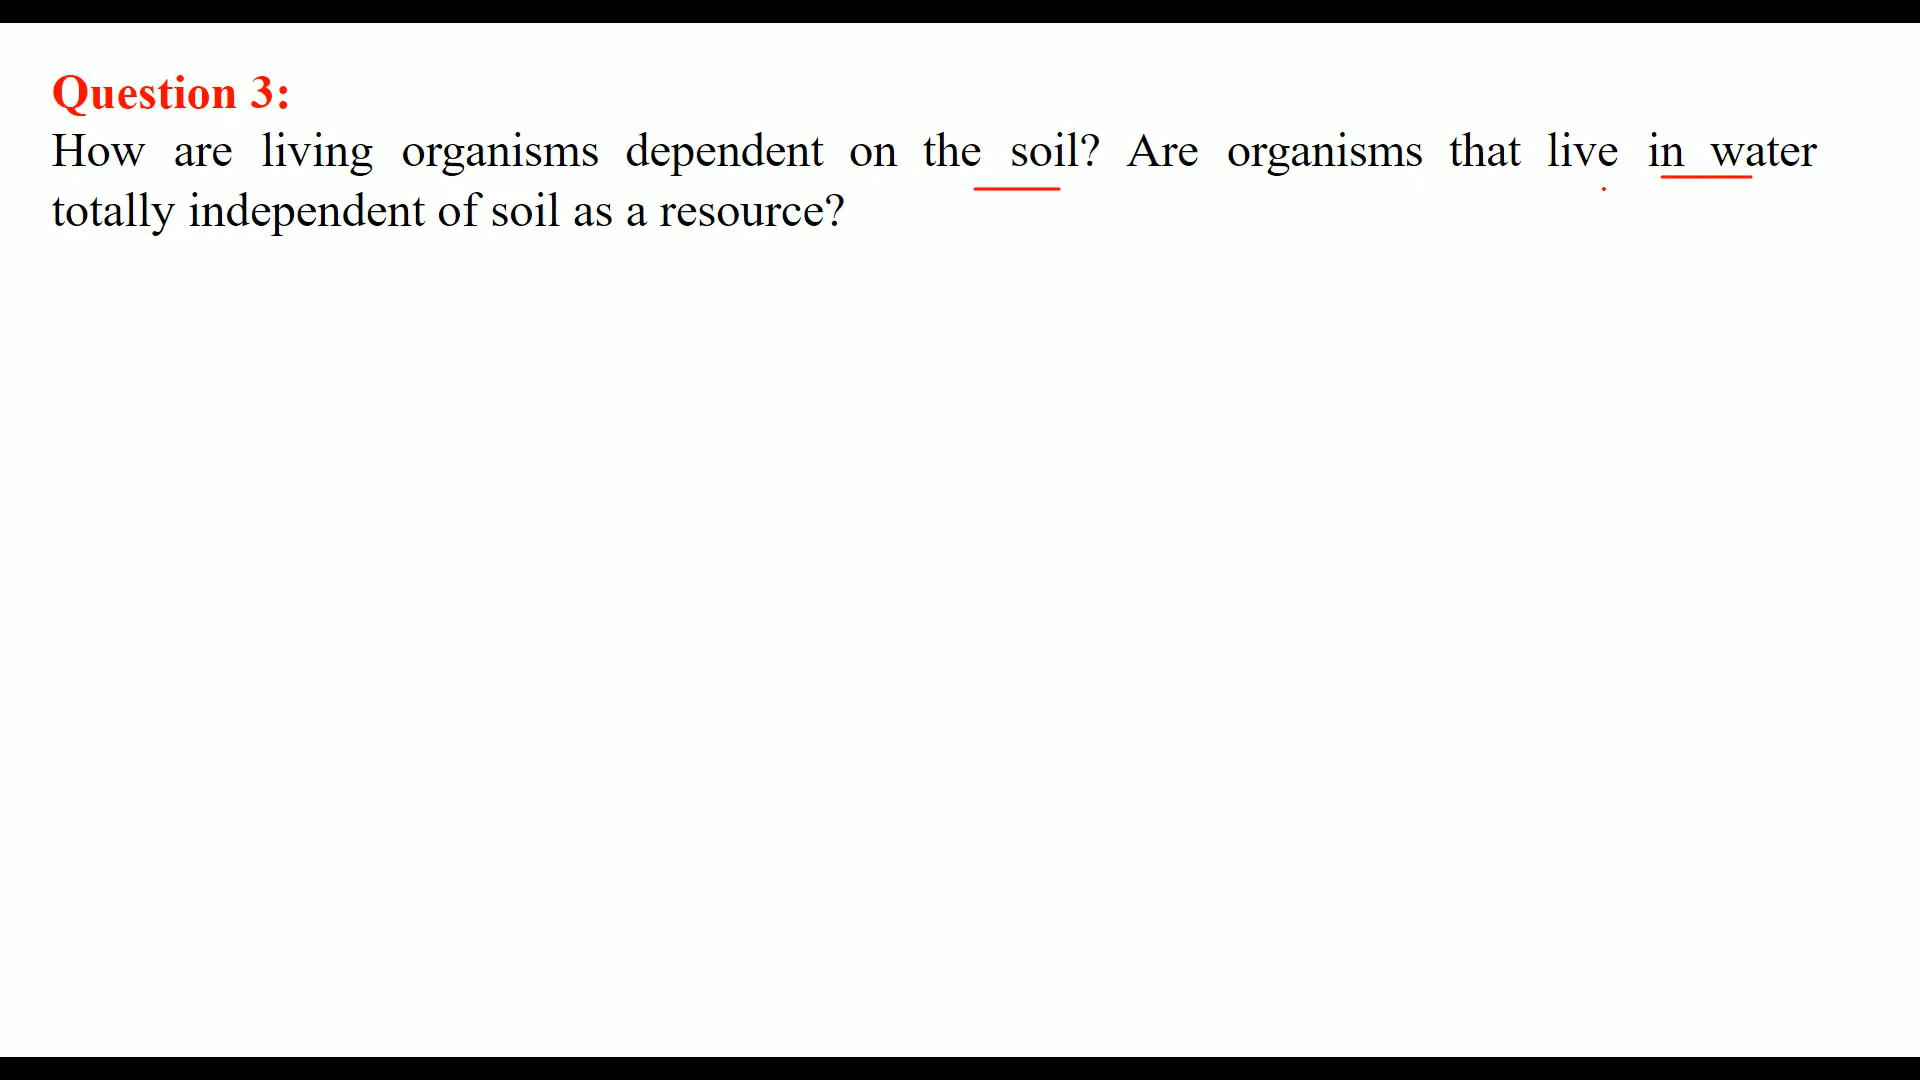 Question 3:
How are living organisms dependent on the soil? Are organisms that live in water
totally independent of soil as a resource?